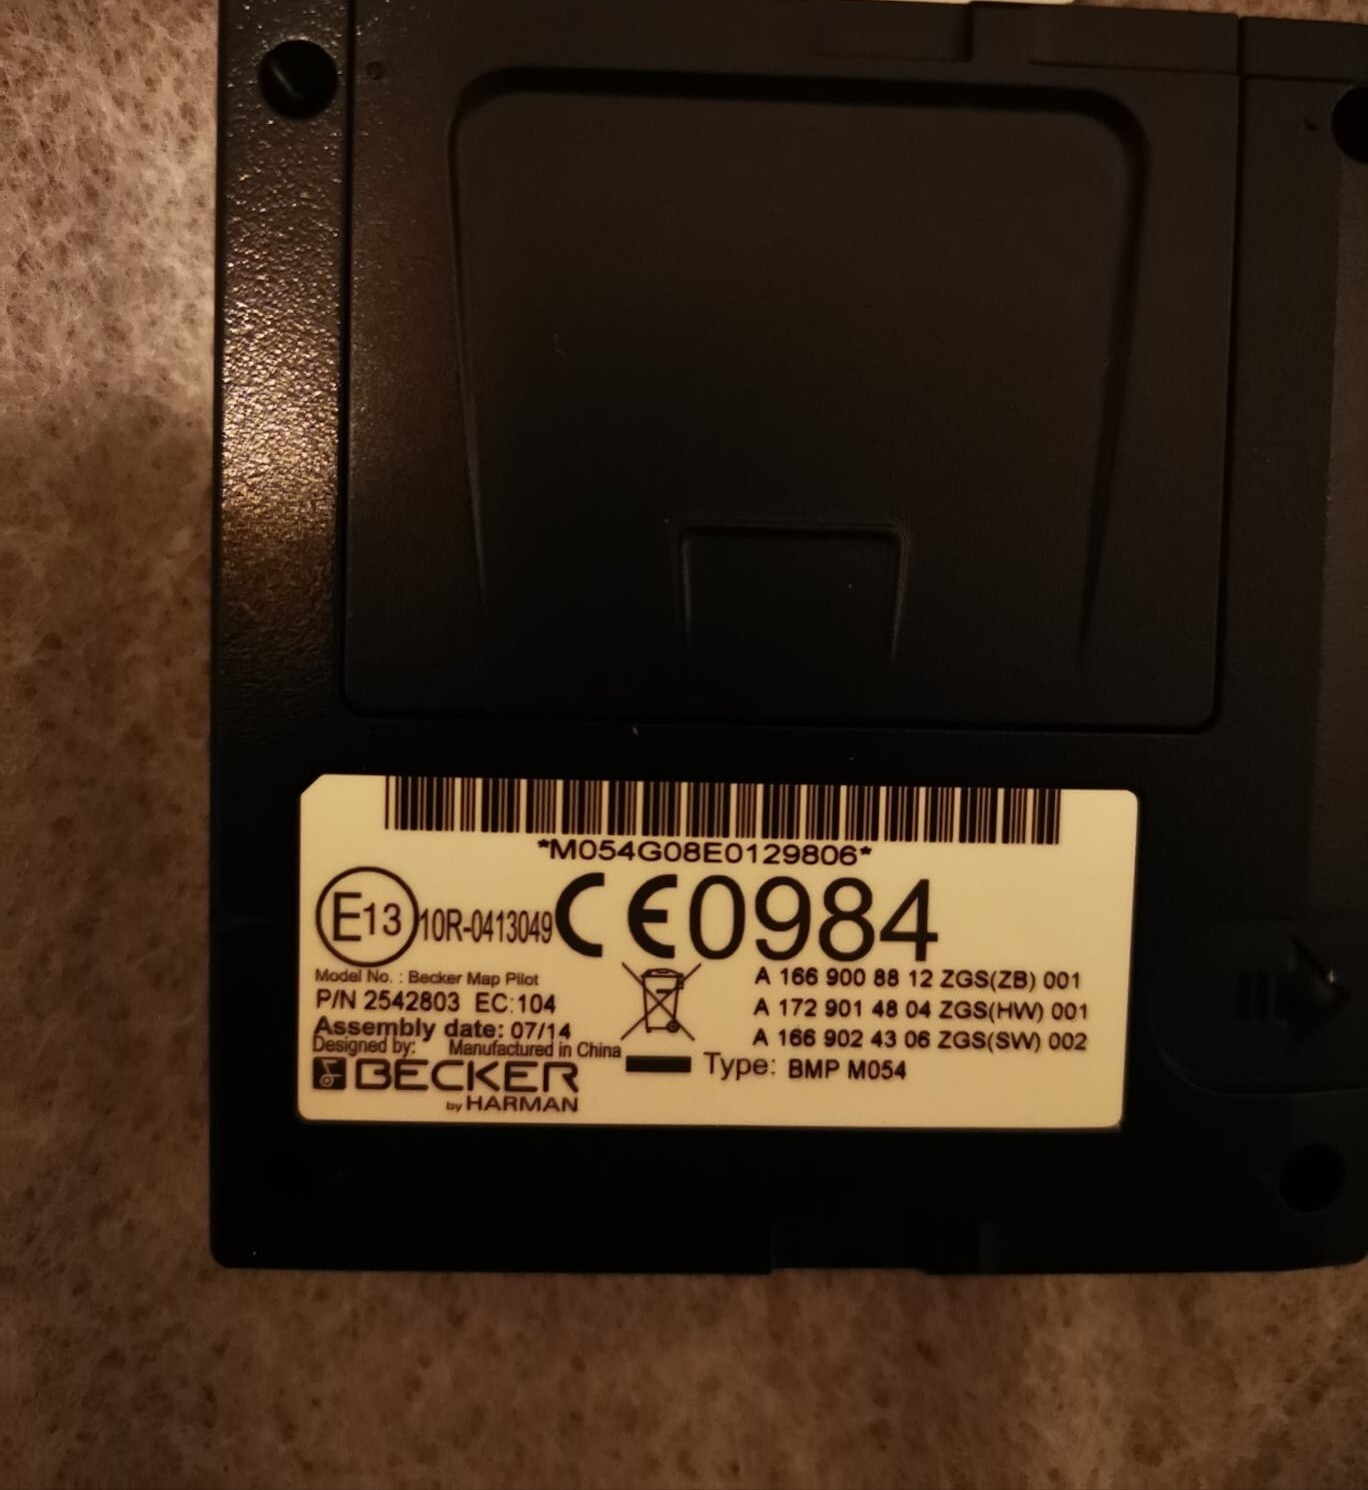 *M054G08E0129806*
E13 10R-0413049 CE0984
Model No. : Becker Map Pilot
P/N 2542803 EC:104
Assembly date: 07/14
Designed by: Manufactured in China
BECKER
by HARMAN
A 166 900 88 12 ZGS(ZB) 001
A 172 901 48 04 ZGS(HW) 001
A 166 902 43 06 ZGS(SW) 002
Type: BMP M054